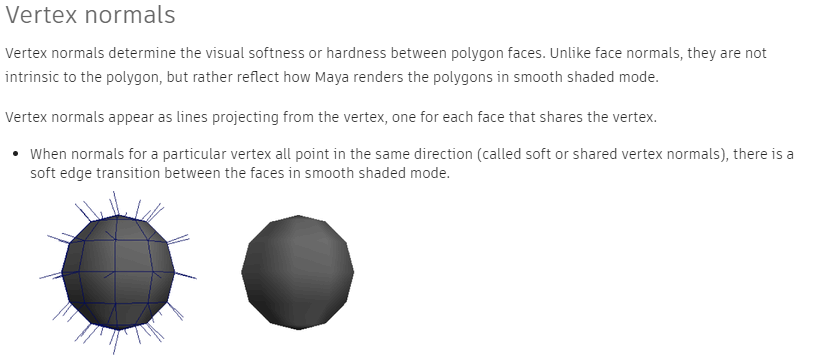 Vertex normals
Vertex normals determine the visual softness or hardness between polygon faces. Unlike face normals, they are not
intrinsic to the polygon, but rather reflect how Maya renders the polygons in smooth shaded mode.
Vertex normals appear as lines projecting from the vertex, one for each face that shares the vertex.
• When normals for a particular vertex all point in the same direction (called soft or shared vertex normals), there is a
soft edge transition between the faces in smooth shaded mode.